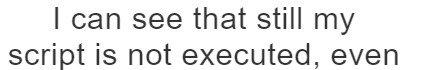 I can see that still my
script is not executed, even